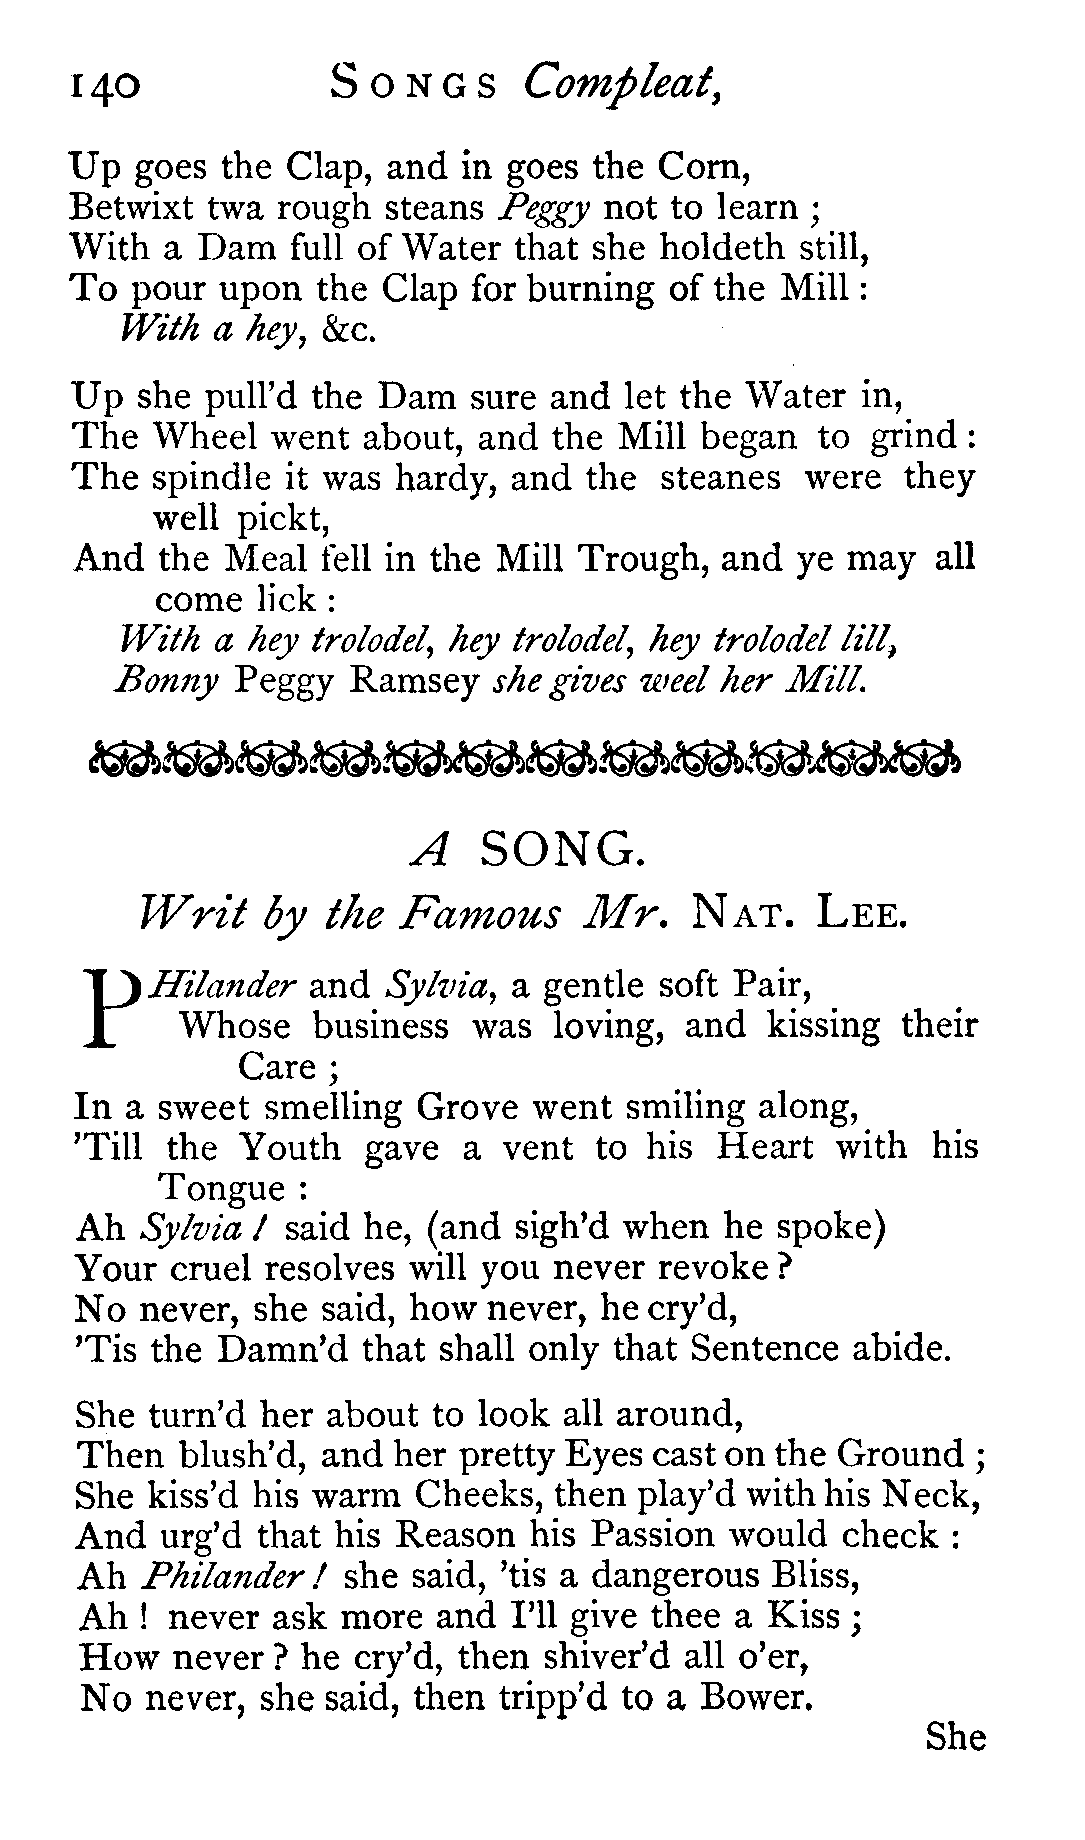 140 SONGS Compleat,
Up goes the Clap, and in goes the Corn,
Betwixt twa rough steans Peggy not to learn ;
With a Dam full of Water that she holdeth still,
To pour upon the Clap for burning of the Mill :
With a hey, &c.
Up she pull'd the Dam sure and let the Water in,
The Wheel went about, and the Mill began to grind :
The spindle it was hardy, and the steanes were they
well pickt,
And the Meal fell in the Mill Trough, and ye may all
come lick :
With a hey trolodel, hey trolodel, hey trolodel lill,
Bonny Peggy Ramsey she gives weel her Mill.
A SONG.
Writ by the Famous Mr. NAT. LEE.
PHilander and Sylvia, a gentle soft Pair,
Whose business was loving, and kissing their
Care ;
In a sweet smelling Grove went smiling along,
'Till the Youth gave a vent to his Heart with his
Tongue :
Ah Sylvia ! said he, (and sigh'd when he spoke)
Your cruel resolves will you never revoke ?
No never, she said, how never, he cry'd,
'Tis the Damn'd that shall only that Sentence abide.
She turn'd her about to look all around,
Then blush'd, and her pretty Eyes cast on the Ground ;
She kiss'd his warm Cheeks, then play'd with his Neck,
And urg'd that his Reason his Passion would check :
Ah Philander ! she said, 'tis a dangerous Bliss,
Ah ! never ask more and I'll give thee a Kiss ;
How never ? he cry'd, then shiver'd all o'er,
No never, she said, then tripp'd to a Bower.
She